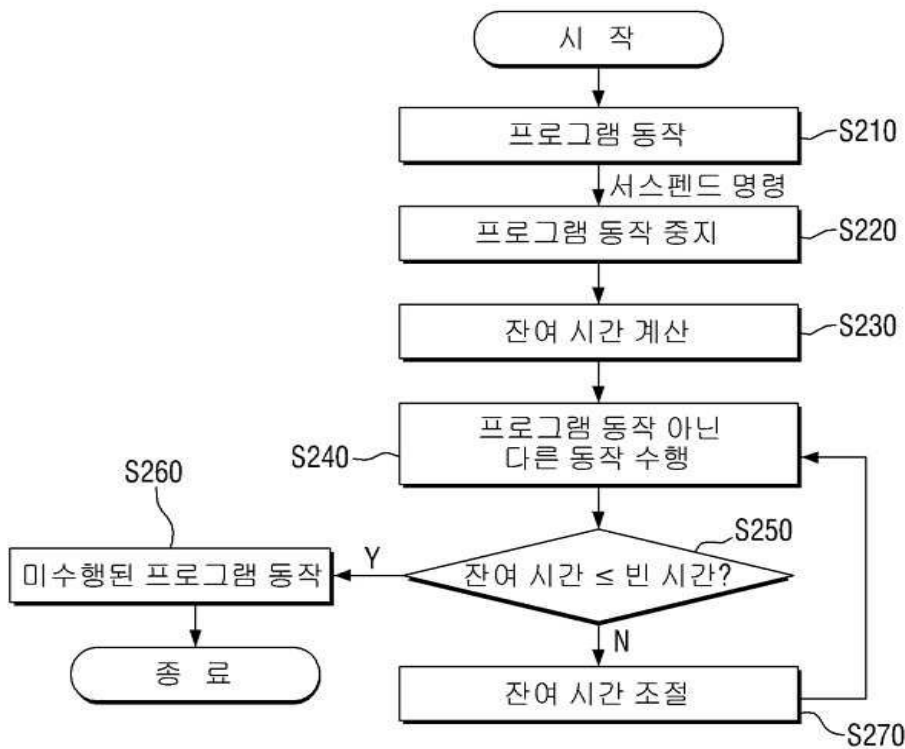 시 작
프로그램 동작
S210
서스펜드 명령
프로그램 동작 중지
S220
잔여 시간 계산
S230
프로그램 동작 아닌
다른 동작 수행
S240
잔여 시간 ≤ 빈 시간?
S250
Y
S260
미수행된 프로그램 동작
종 료
N
잔여 시간 조절
S270